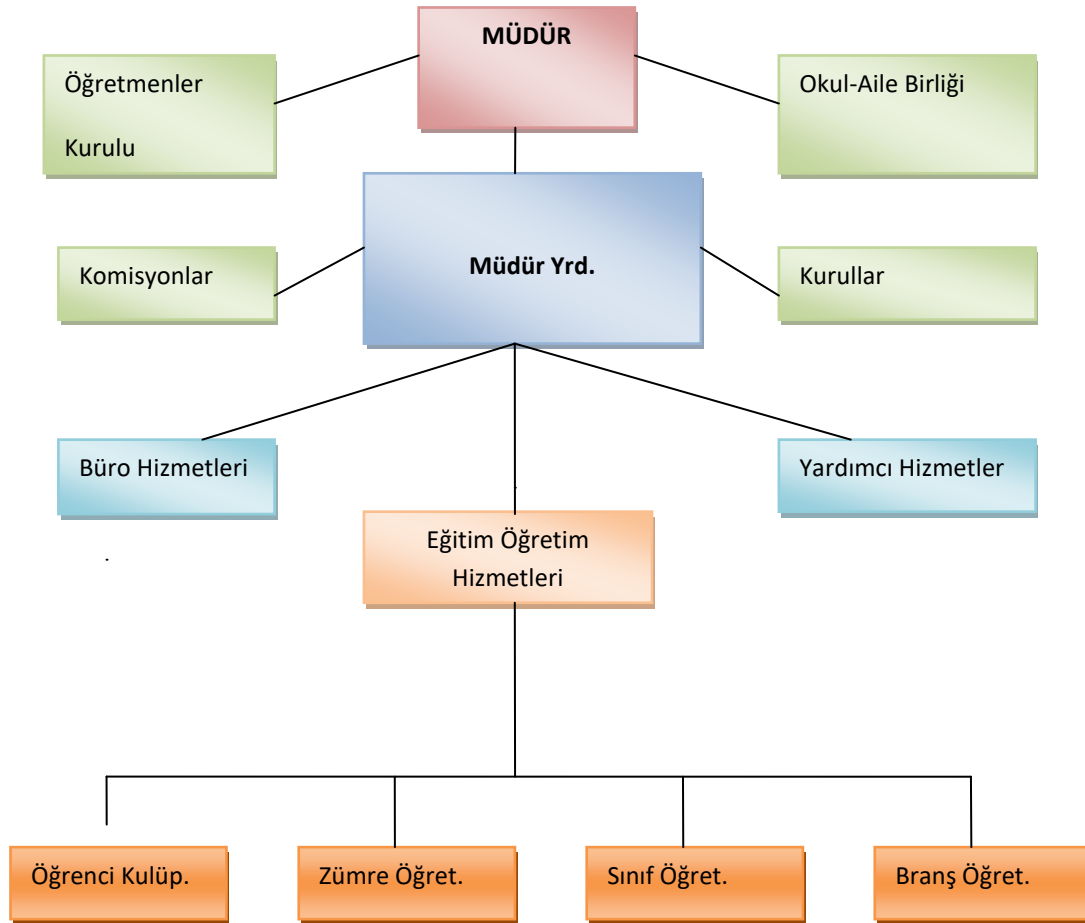 MÜDÜR
Öğretmenler
Kurulu
Okul-Aile Birliği
Müdür Yrd.
Komisyonlar
Kurullar
Büro Hizmetleri
Yardımcı Hizmetler
Eğitim Öğretim
Hizmetleri
Öğrenci Kulüp.
Zümre Öğret.
Sınıf Öğret.
Branş Öğret.